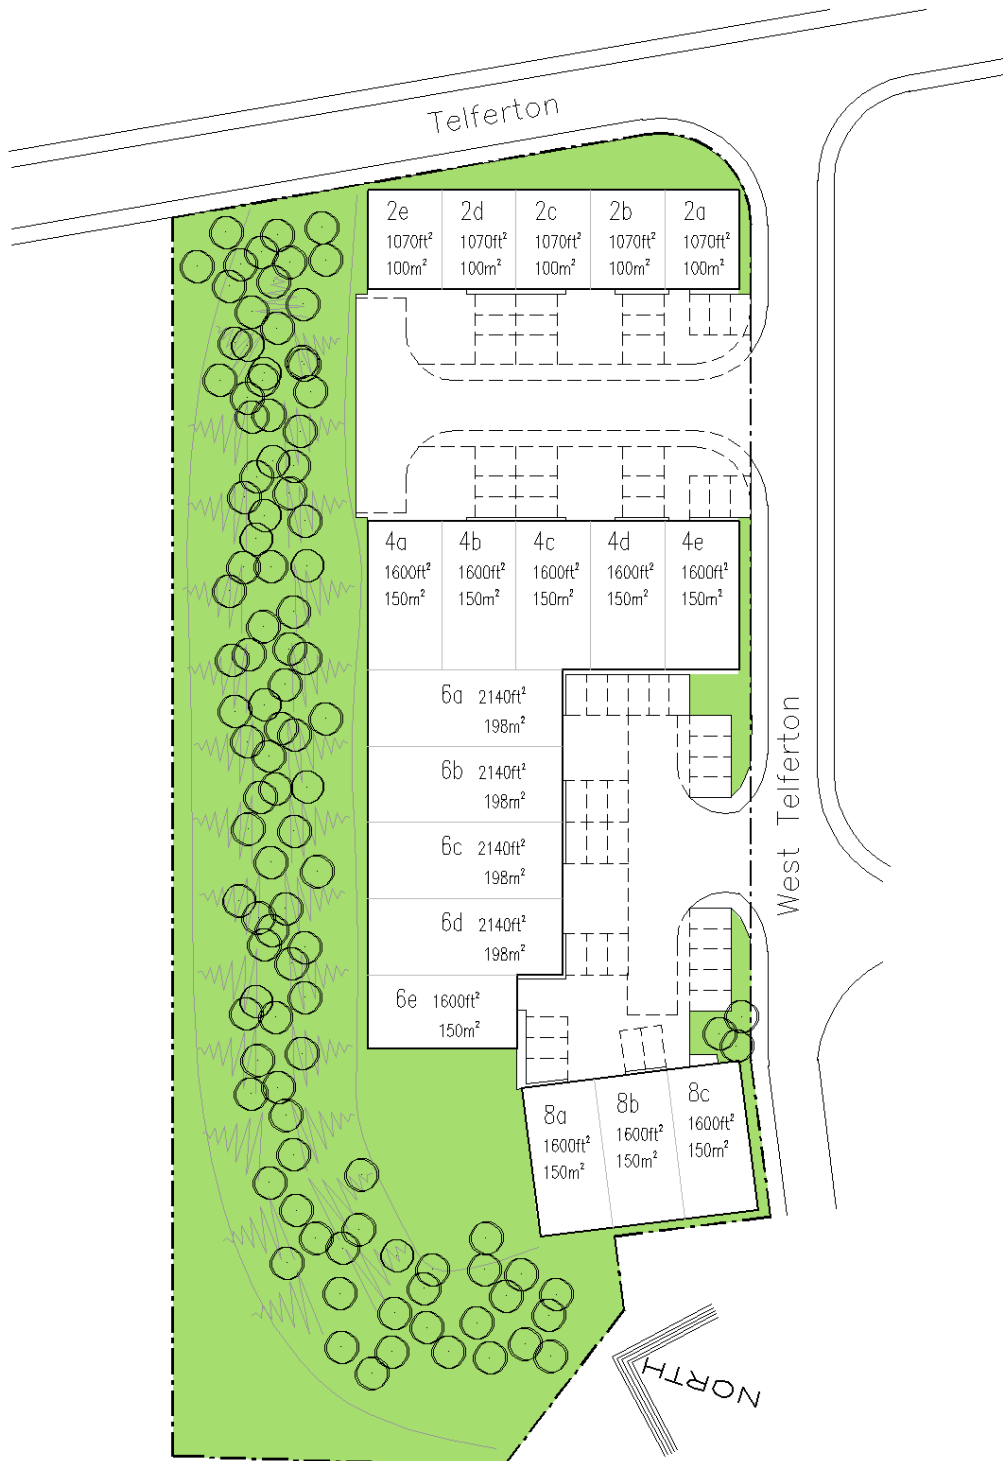 Telferton
2e
1070ft²
100m²
2d
1070ft²
100m²
2c
1070ft²
100m²
2b
1070ft²
100m²
2a
1070ft²
100m²
4a
1600ft²
150m²
4b
1600ft²
150m²
4c
1600ft²
150m²
4d
1600ft²
150m²
4e
1600ft²
150m²
6a 2140ft²
198m²
6b 2140ft²
198m²
6c 2140ft²
198m²
6d 2140ft²
198m²
6e 1600ft²
150m²
West Telferton
8a
1600ft²
150m²
8b
1600ft²
150m²
8c
1600ft²
150m²
NORTH